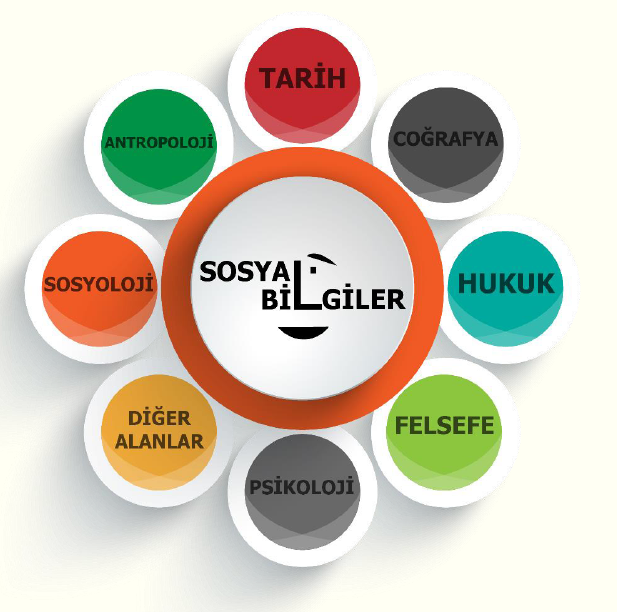 TARİH
ANTROPOLOJİ
COĞRAFYA
SOSYAL
BİLGİLER
SOSYOLOJİ
HUKUK
DİĞER
ALANLAR
FELSEFE
PSİKOLOJİ